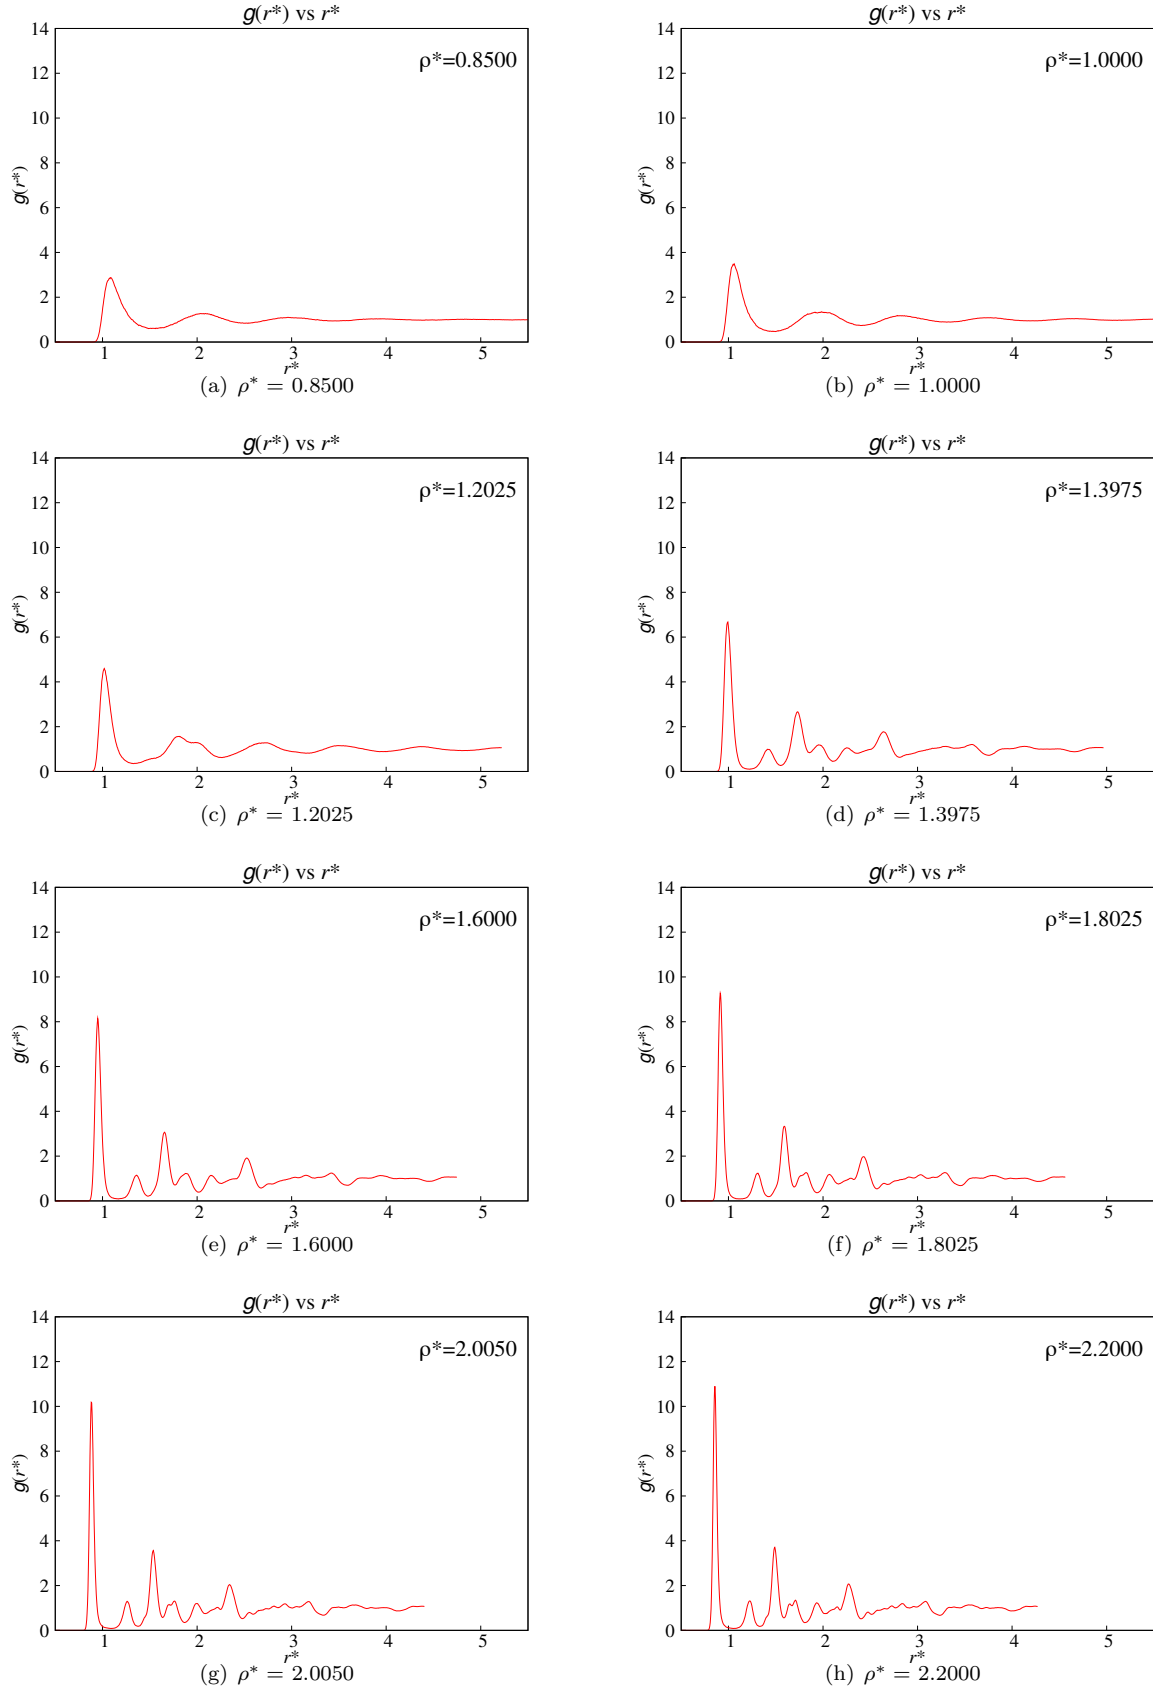 g(r*) vs r*
ρ*=0.8500
14
12
10
8
6
4
2
0
g(r*)
1 2 3 4 5
r*
(a) ρ* = 0.8500
g(r*) vs r*
ρ*=1.0000
14
12
10
8
6
4
2
0
g(r*)
1 2 3 4 5
r*
(b) ρ* = 1.0000
g(r*) vs r*
ρ*=1.2025
14
12
10
8
6
4
2
0
g(r*)
1 2 3 4 5
r*
(c) ρ* = 1.2025
g(r*) vs r*
ρ*=1.3975
14
12
10
8
6
4
2
0
g(r*)
1 2 3 4 5
r*
(d) ρ* = 1.3975
g(r*) vs r*
ρ*=1.6000
14
12
10
8
6
4
2
0
g(r*)
1 2 3 4 5
r*
(e) ρ* = 1.6000
g(r*) vs r*
ρ*=1.8025
14
12
10
8
6
4
2
0
g(r*)
1 2 3 4 5
r*
(f) ρ* = 1.8025
g(r*) vs r*
ρ*=2.0050
14
12
10
8
6
4
2
0
g(r*)
1 2 3 4 5
r*
(g) ρ* = 2.0050
g(r*) vs r*
ρ*=2.2000
14
12
10
8
6
4
2
0
g(r*)
1 2 3 4 5
r*
(h) ρ* = 2.2000